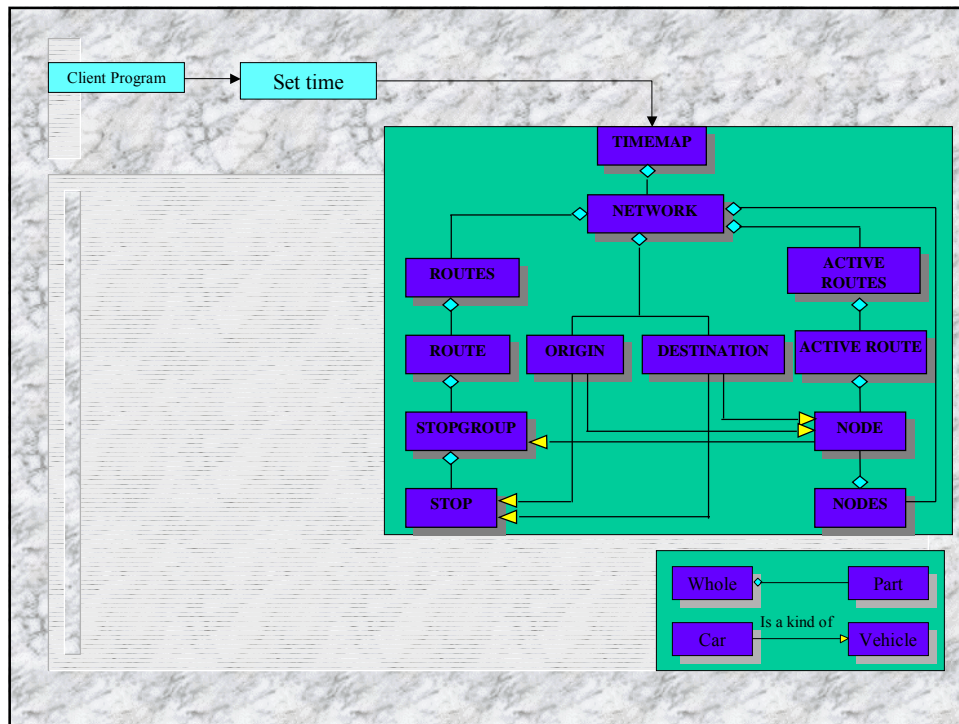 Client Program
Set time
TIMEMAP
NETWORK
ROUTES
ACTIVE
ROUTES
ROUTE
ORIGIN
DESTINATION
ACTIVE ROUTE
STOPGROUP
NODE
STOP
NODES
Whole
Part
Is a kind of
Car
Vehicle